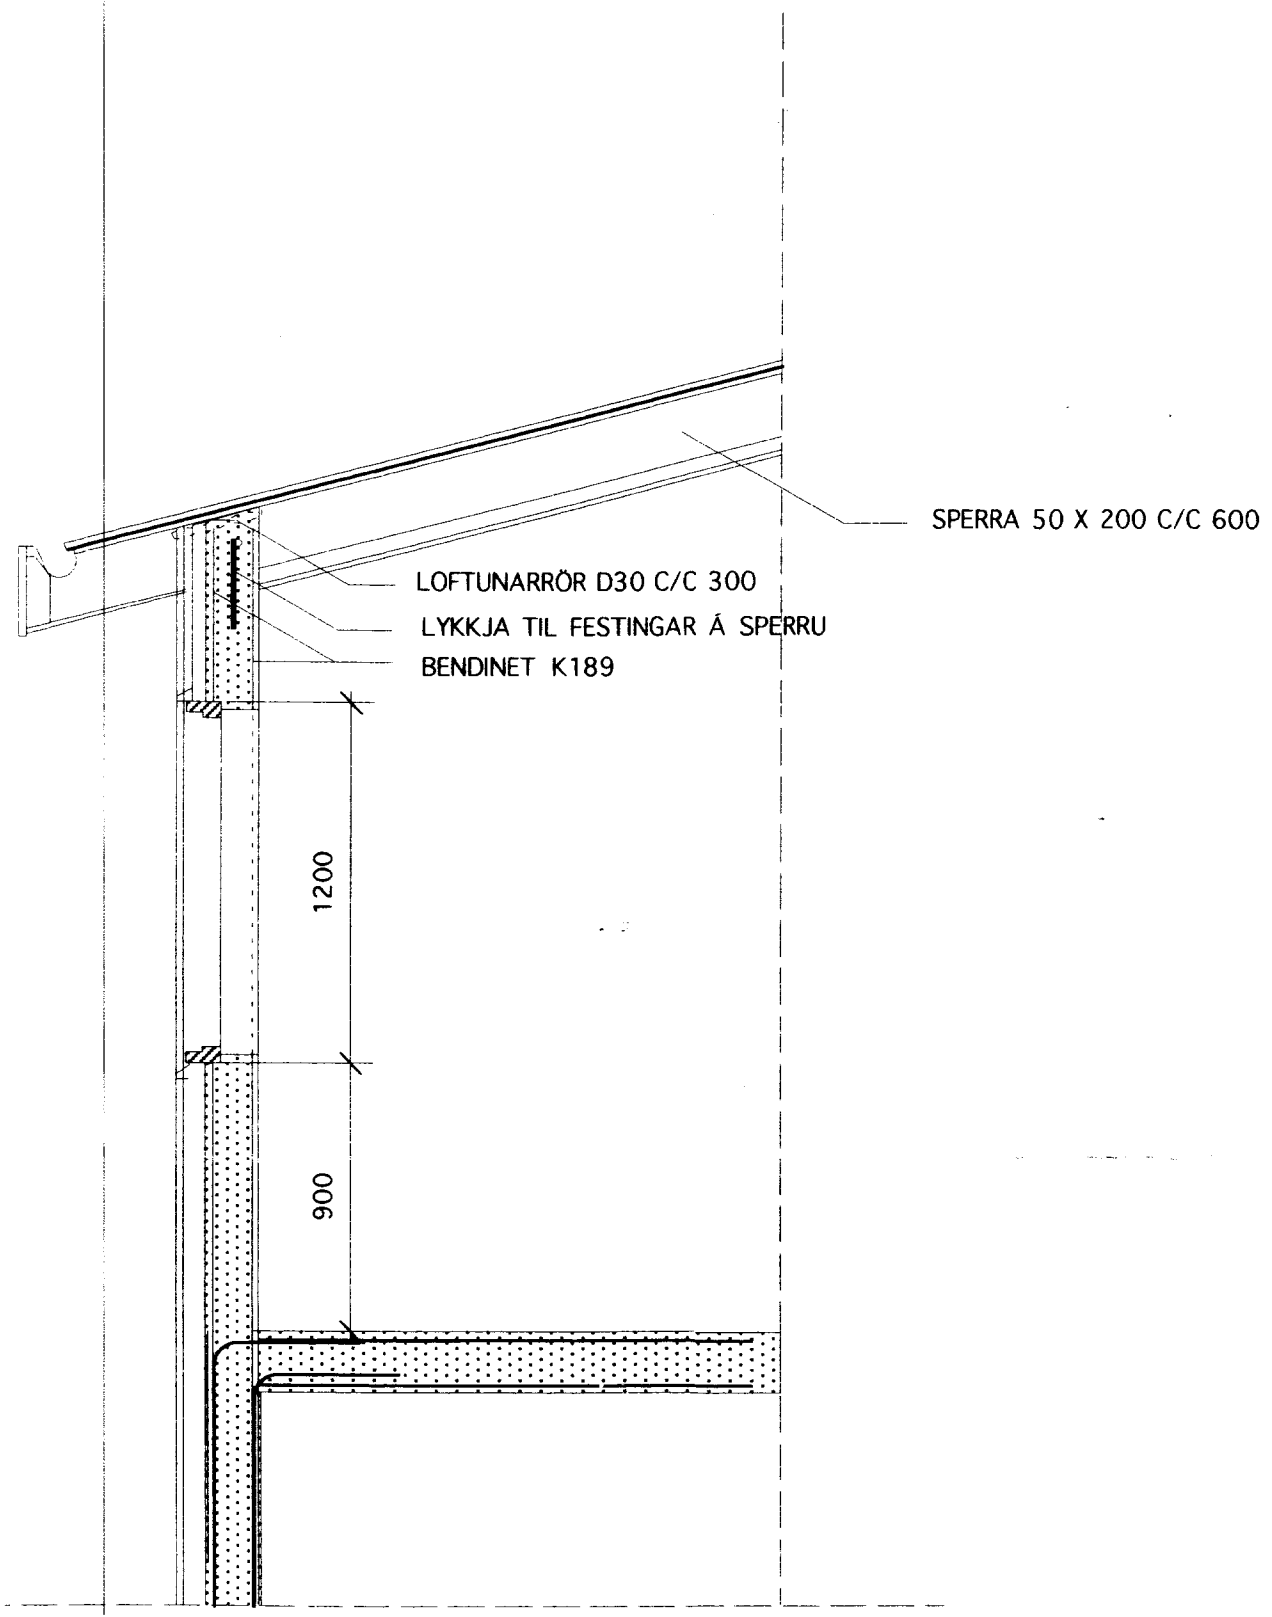 SPERRA 50 X 200 C/C 600
LOFTUNARRÖR D30 C/C 300
LYKKJA TIL FESTINGAR Á SPERRU
BENDINET K189
1200
900